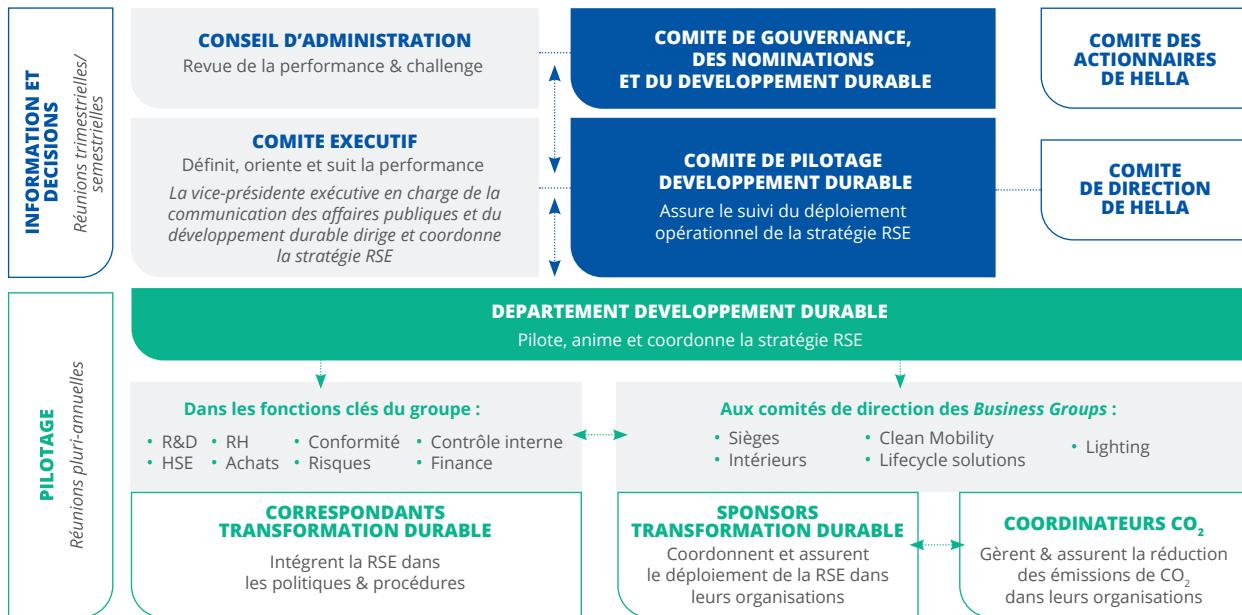 INFORMATION ET
DECISIONS
Réunions trimestrielles/
semestrielles
CONSEIL D’ADMINISTRATION
Revue de la performance & challenge
COMITE DE GOUVERNANCE,
DES NOMINATIONS
ET DU DEVELOPPEMENT DURABLE
COMITE DES
ACTIONNAIRES
DE HELLA
COMITE EXECUTIF
Définit, oriente et suit la performance
La vice-présidente exécutive en charge de la
communication des affaires publiques et du
développement durable dirige et coordonne
la stratégie RSE
COMITE DE PILOTAGE
DEVELOPPEMENT DURABLE
Assure le suivi du déploiement
opérationnel de la stratégie RSE
COMITE
DE DIRECTION
DE HELLA
PILOTAGE
Réunions pluri-annuelles
DEPARTEMENT DEVELOPPEMENT DURABLE
Pilote, anime et coordonne la stratégie RSE
Dans les fonctions clés du groupe :
• R&D • RH • Conformité • Contrôle interne
• HSE • Achats • Risques • Finance
Aux comités de direction des Business Groups :
• Sièges • Clean Mobility
• Intérieurs • Lifecycle solutions
• Lighting
CORRESPONDANTS
TRANSFORMATION DURABLE
Intégrent la RSE dans
les politiques & procédures
SPONSORS
TRANSFORMATION DURABLE
Coordonnent et assurent
le déploiement de la RSE dans
leurs organisations
COORDINATEURS CO₂
Gèrent & assurent la réduction
des émissions de CO₂
dans leurs organisations